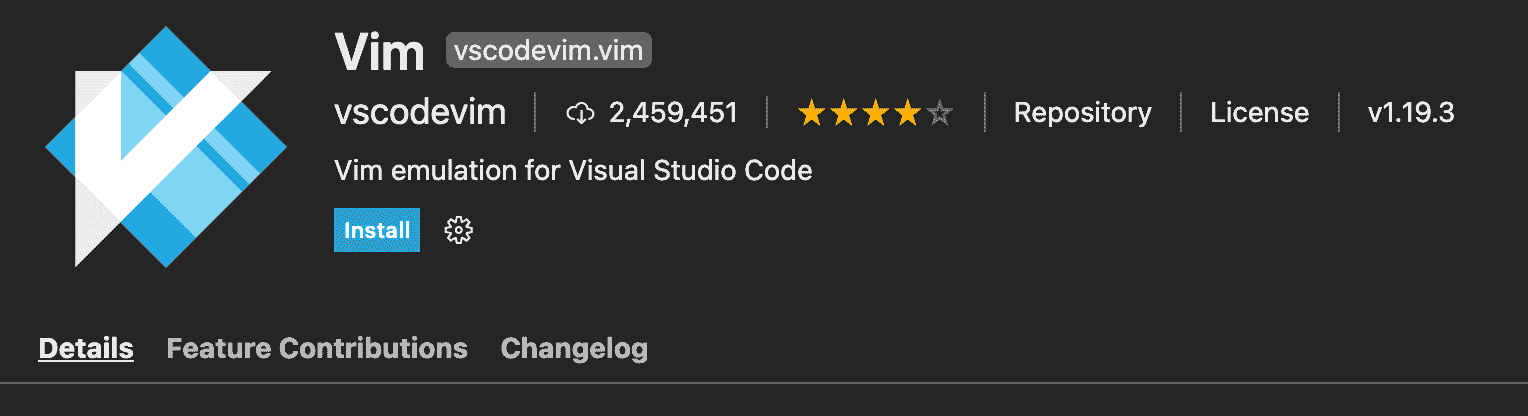 Vim vscodevim.vim
vscodevim 2,459,451 Repository License v1.19.3
Vim emulation for Visual Studio Code
Install
Details Feature Contributions Changelog